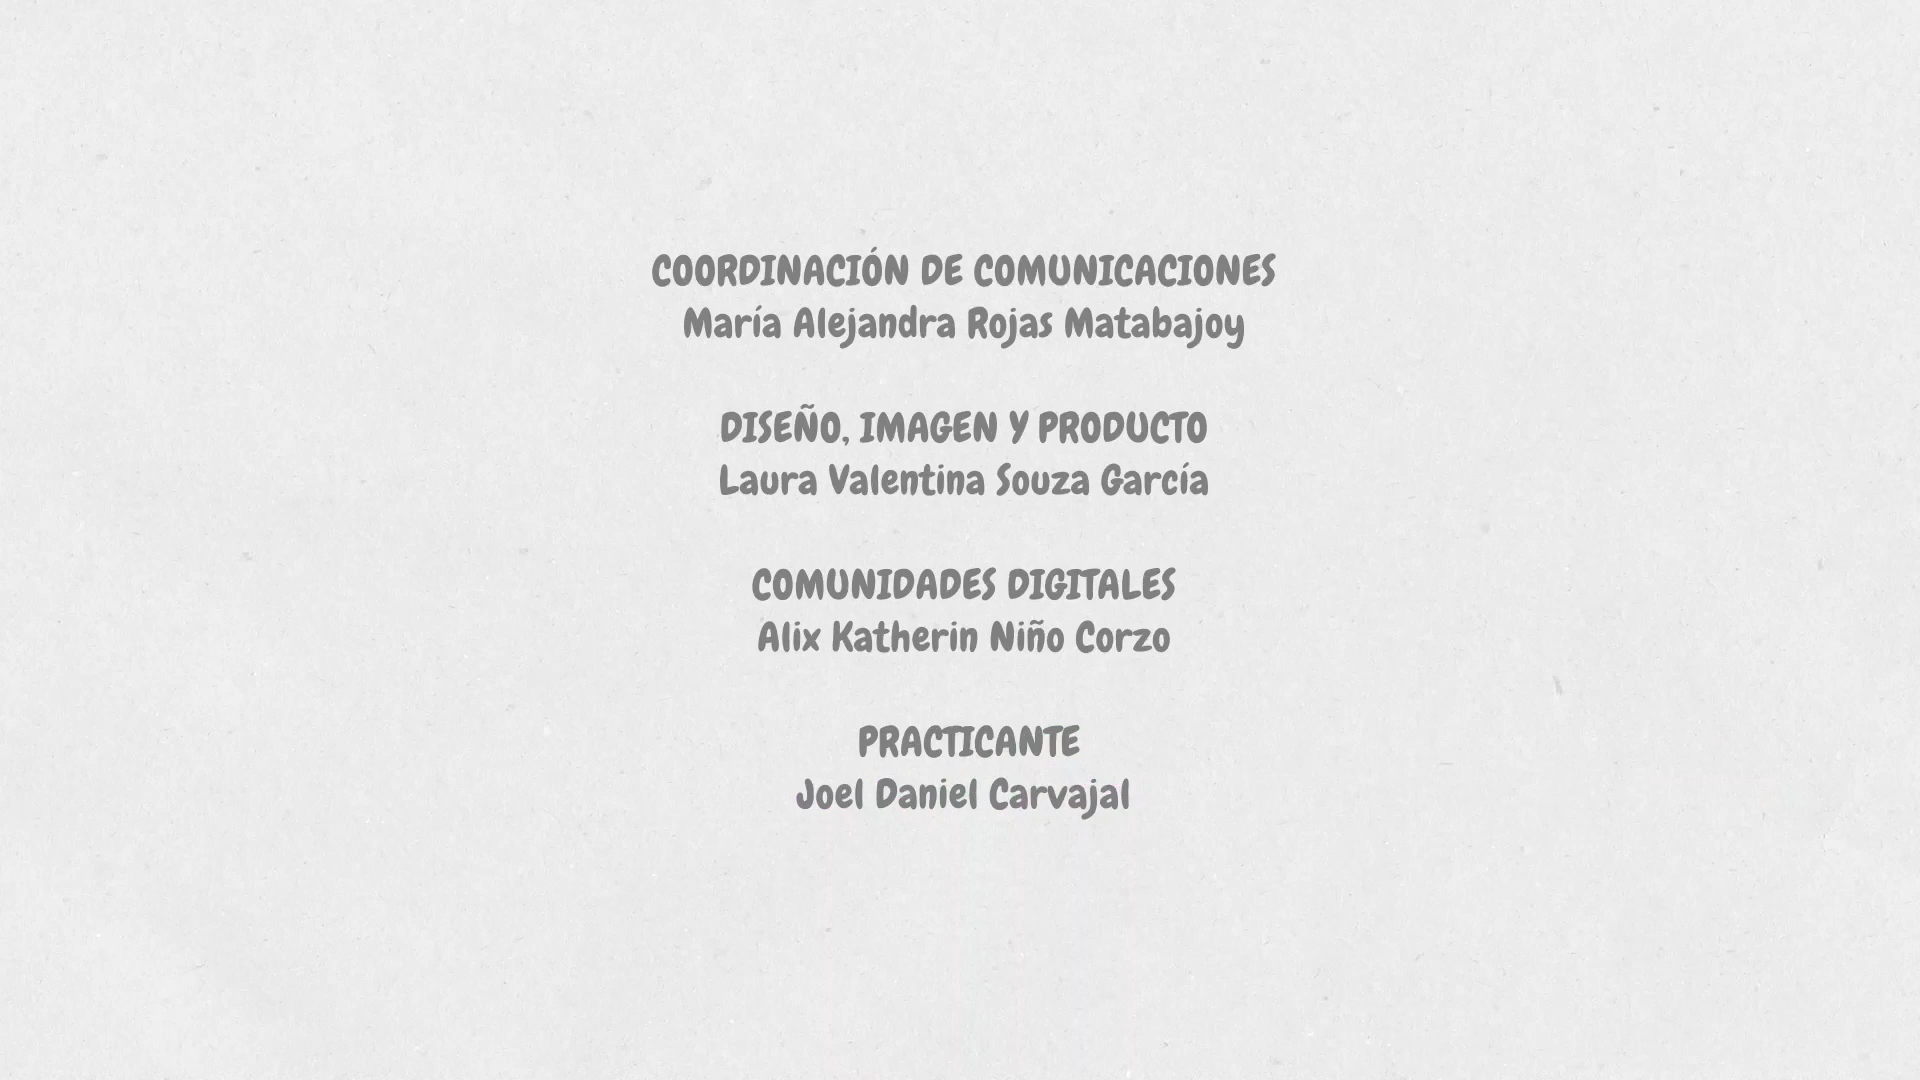 COORDINACIÓN DE COMUNICACIONES
María Alejandra Rojas Matabajoy
DISEÑO, IMAGEN Y PRODUCTO
Laura Valentina Souza García
COMUNIDADES DIGITALES
Alix Katherin Niño Corzo
PRACTICANTE
Joel Daniel Carvajal